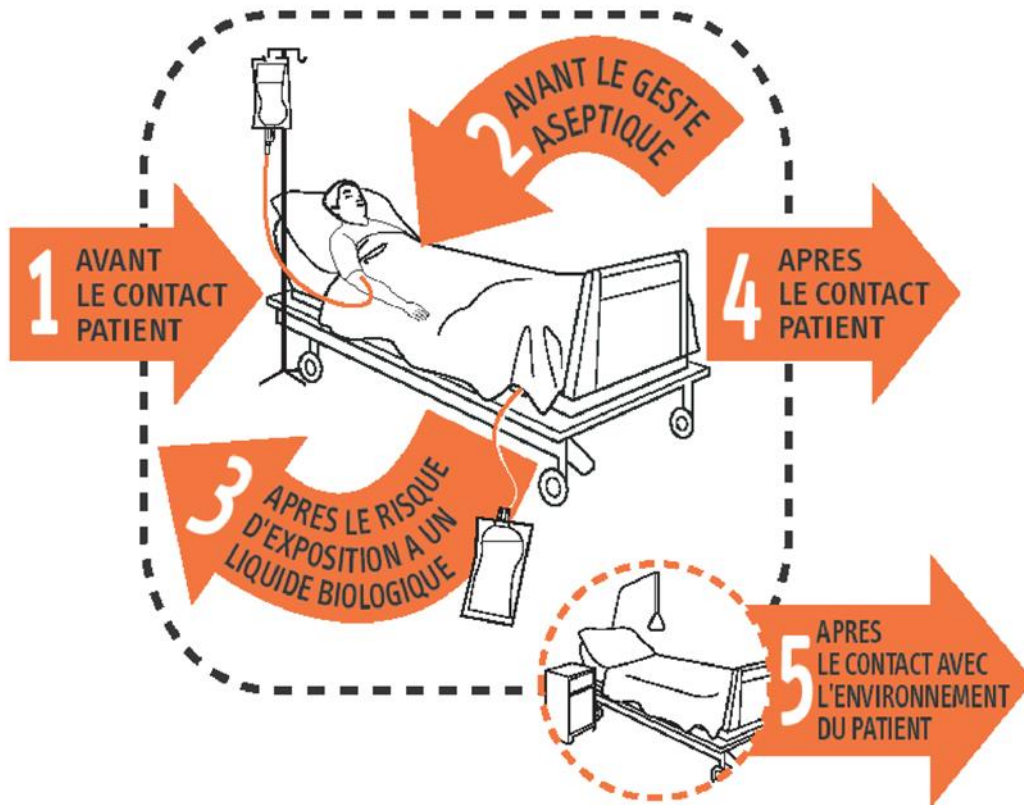 1
AVANT
LE CONTACT
PATIENT
2
AVANT LE GESTE
ASEPTIQUE
3
APRES LE RISQUE
D'EXPOSITION A UN
LIQUIDE BIOLOGIQUE
4
APRES
LE CONTACT
PATIENT
5
APRES
LE CONTACT AVEC
L'ENVIRONNEMENT
DU PATIENT